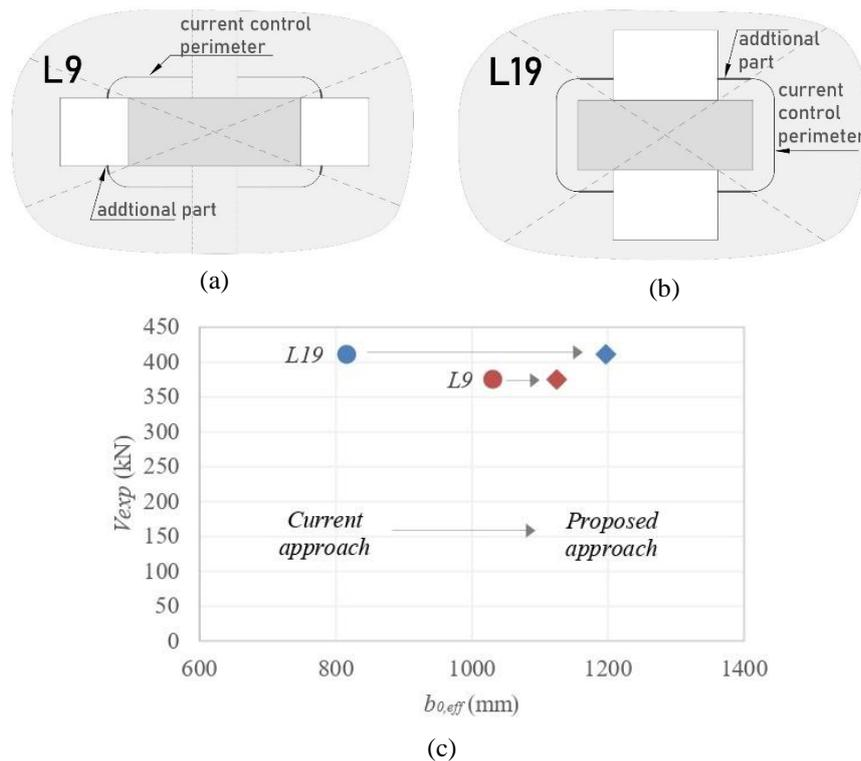 current control
perimeter
L9
addtional part
(a)
L19
addtional
part
current
control
perimeter
(b)
450
400
350
300
250
200
150
100
50
0
Vexp (kN)
L19
L9
Current
approach
Proposed
approach
600
800
1000
1200
1400
b0,eff (mm)
(c)